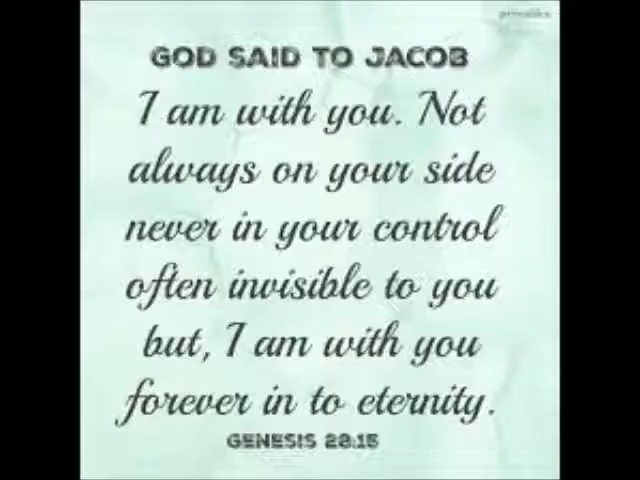 GOD SAID TO JACOB
I am with you. Not
always on your side
never in your control
often invisible to you
but, I am with you
forever in to eternity.
GENESIS 28:15